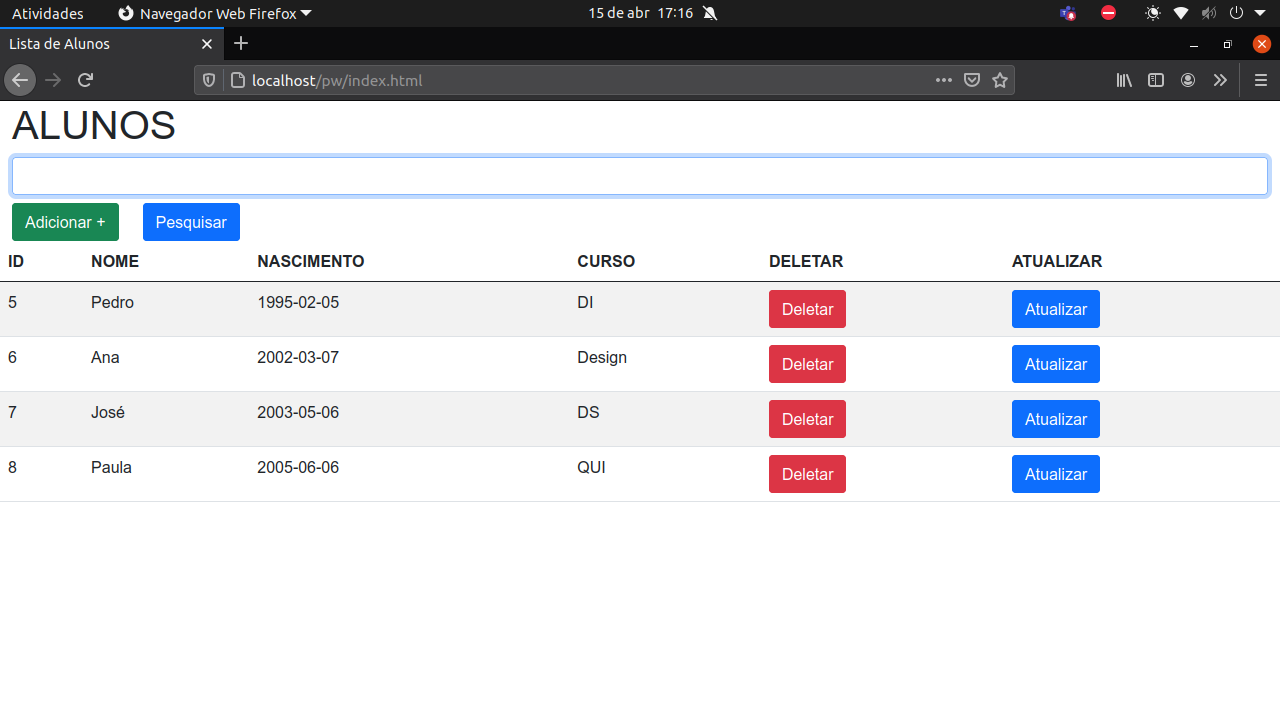 Atividades Navegador Web Firefox 15 de abr 17:16
Lista de Alunos
localhost/pw/index.html
ALUNOS
Adicionar + Pesquisar
ID NOME NASCIMENTO CURSO DELETAR ATUALIZAR
5 Pedro 1995-02-05 DI Deletar Atualizar
6 Ana 2002-03-07 Design Deletar Atualizar
7 José 2003-05-06 DS Deletar Atualizar
8 Paula 2005-06-06 QUI Deletar Atualizar